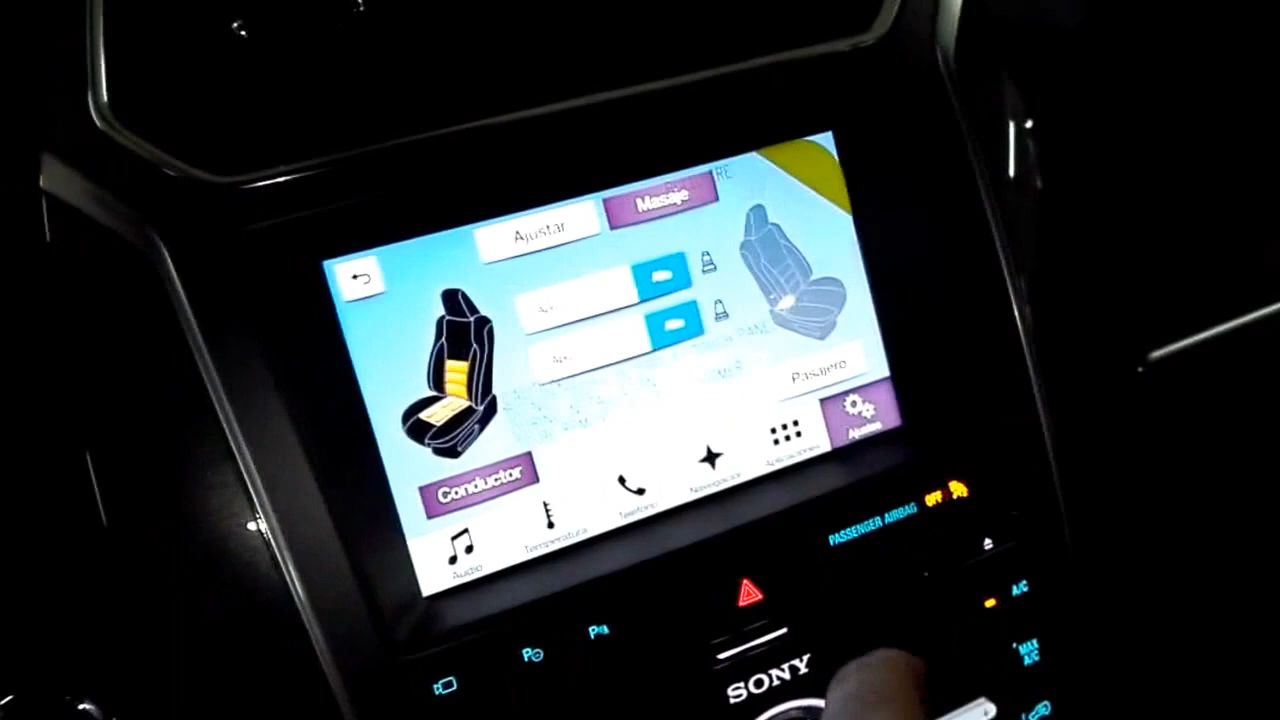 Masaje
Ajustar
Pasajero
Ajustes
Aplicaciones
Navegación
Teléfono
Conductor
Temperatura
Audio
PASSENGER AIRBAG OFF
A/C
MAX
A/C
SONY